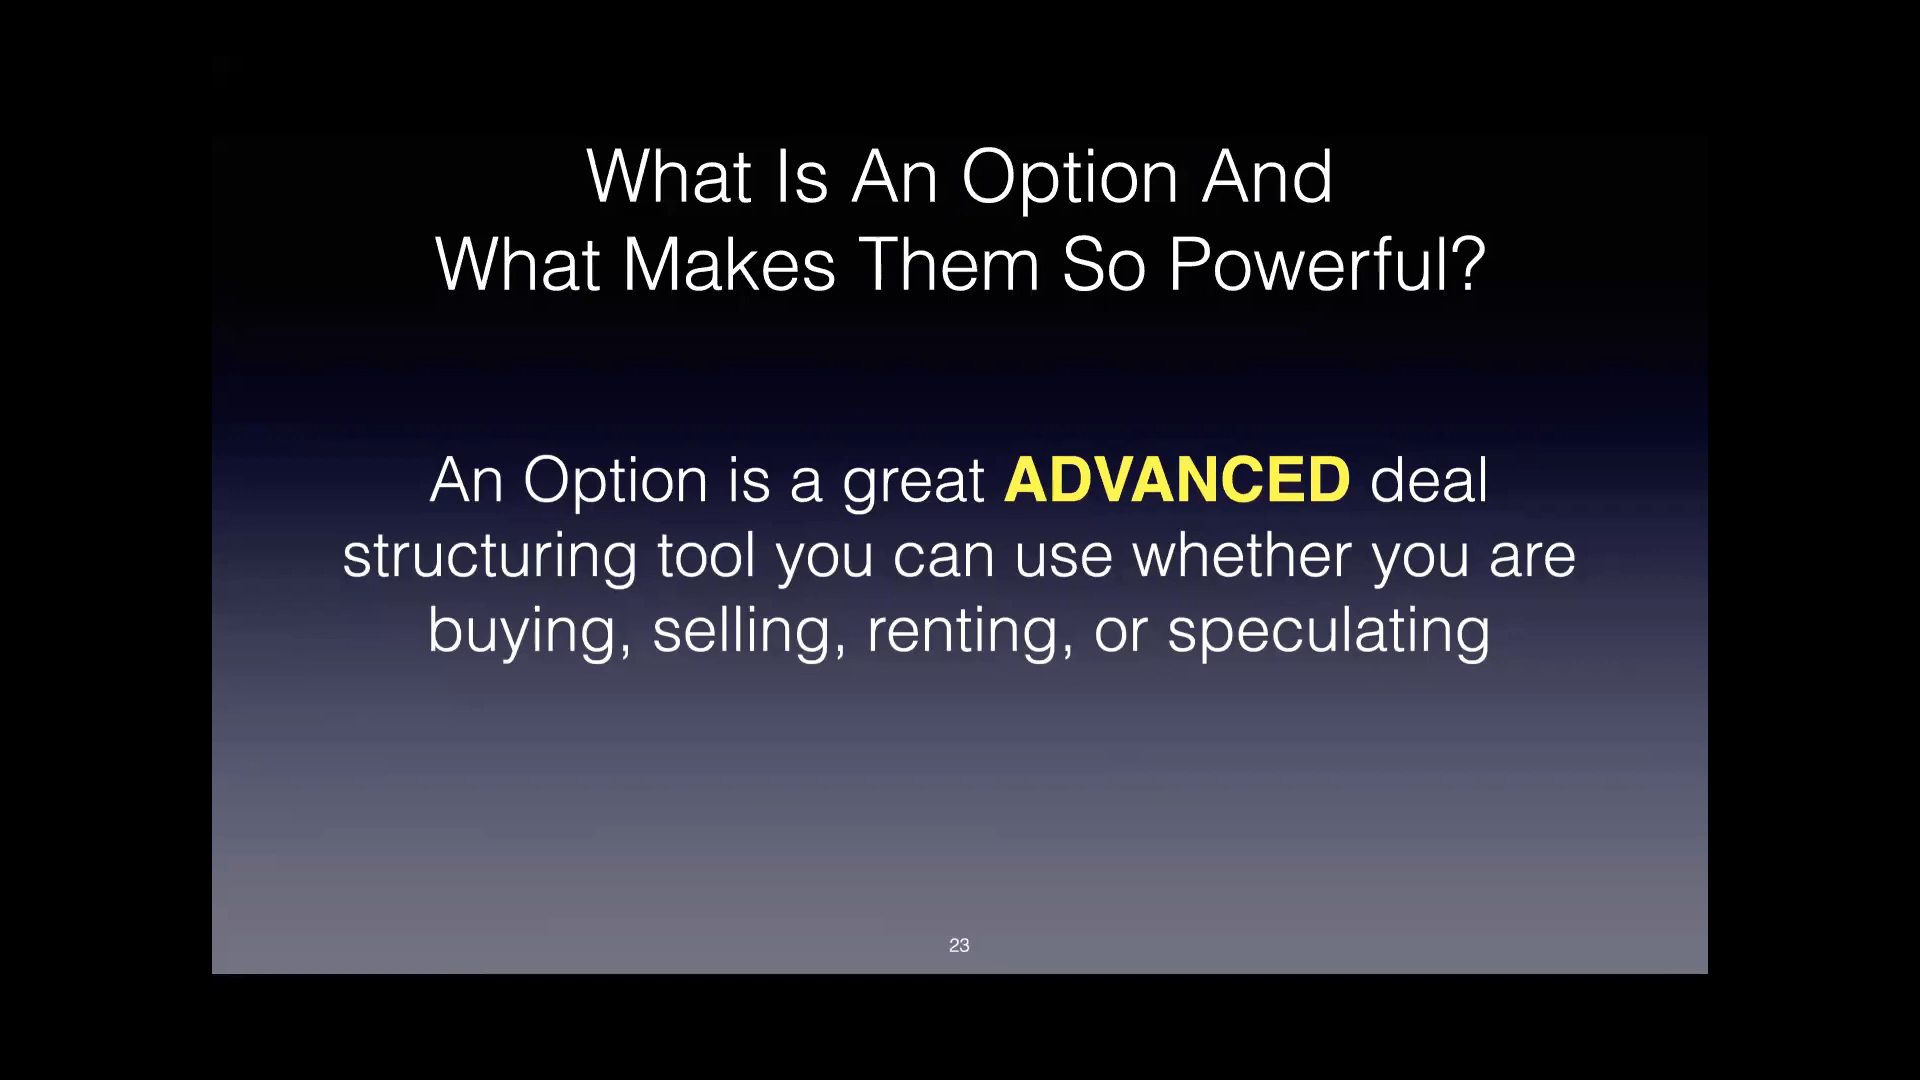 What Is An Option And
What Makes Them So Powerful?
An Option is a great ADVANCED deal
structuring tool you can use whether you are
buying, selling, renting, or speculating
23